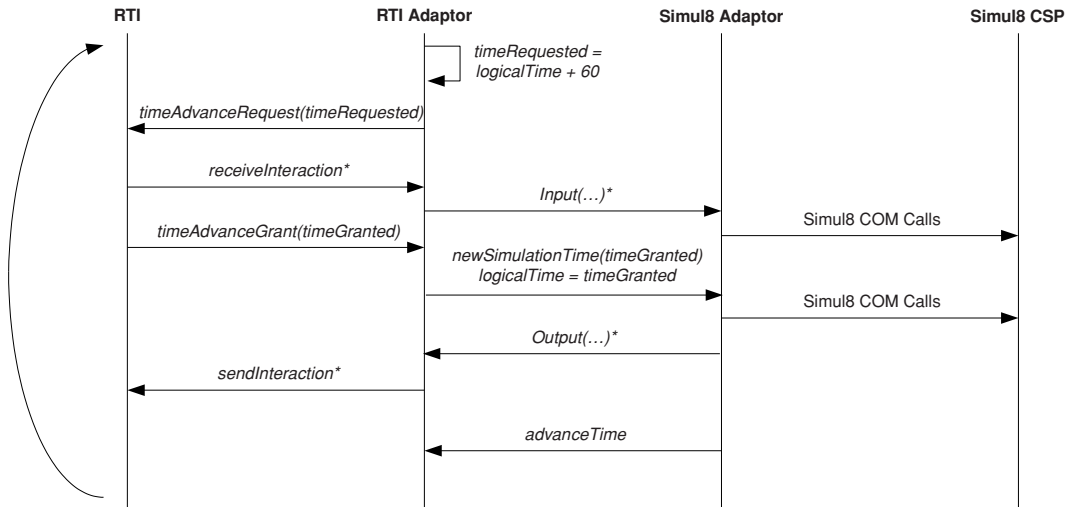 RTI
RTI Adaptor
Simul8 Adaptor
Simul8 CSP
timeRequested =
logicalTime + 60
timeAdvanceRequest(timeRequested)
receiveInteraction*
Input(…)*
Simul8 COM Calls
timeAdvanceGrant(timeGranted)
newSimulationTime(timeGranted)
logicalTime = timeGranted
Simul8 COM Calls
Output(…)*
sendInteraction*
advanceTime